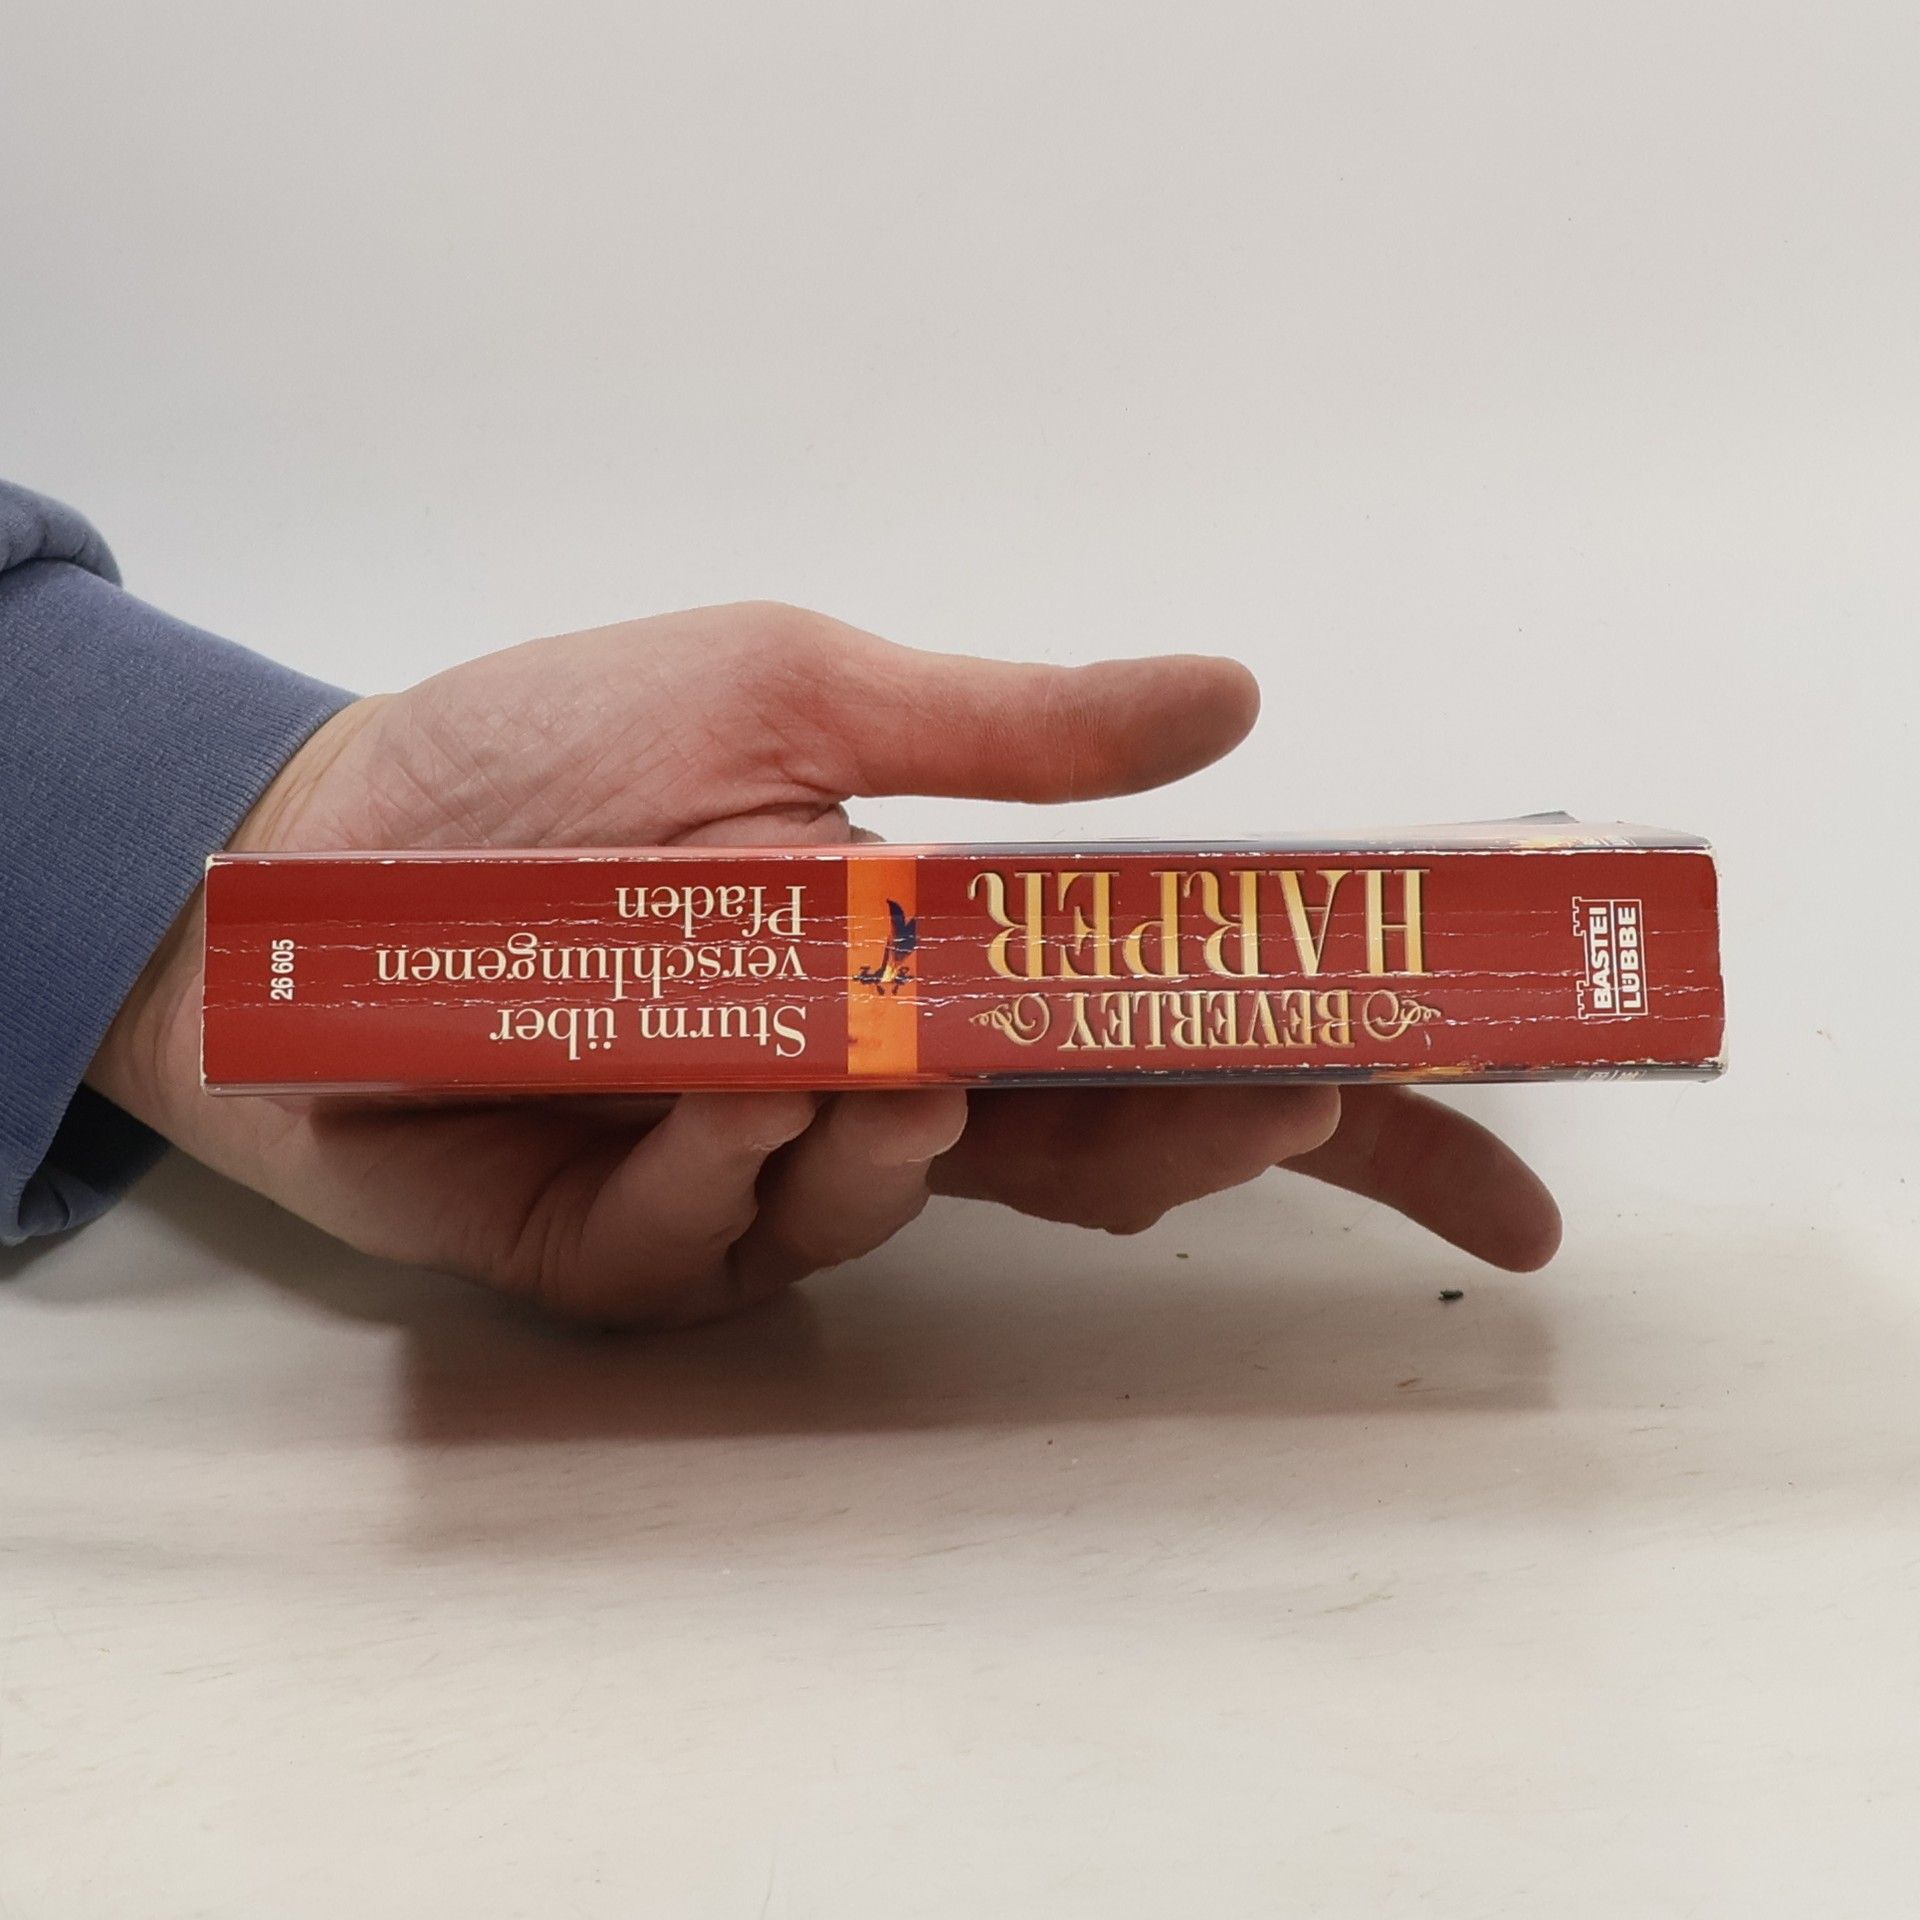 BASTEI
LÜBBE
BEVERLEY
HARPER
Sturm über
verschlungenen
Pfaden
26 605